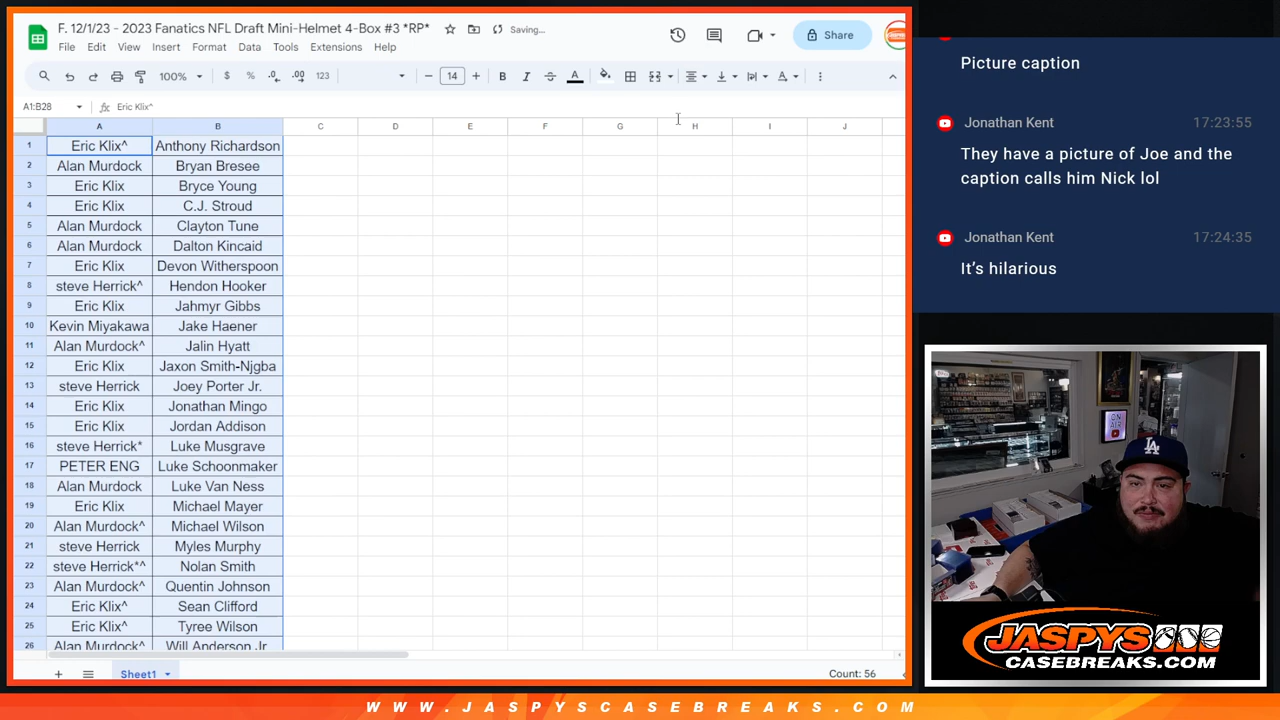 F. 12/1/23 - 2023 Fanatics NFL Draft Mini-Helmet 4-Box #3 *RP*
Saving...
Share
File Edit View Insert Format Data Tools Extensions Help
100% $ % .0 .00 123 14 B I A
A1:B28 fx Eric Klix^
A B C D E F G H I J
1 Eric Klix^ Anthony Richardson
2 Alan Murdock Bryan Bresee
3 Eric Klix Bryce Young
4 Eric Klix C.J. Stroud
5 Alan Murdock Clayton Tune
6 Alan Murdock Dalton Kincaid
7 Eric Klix Devon Witherspoon
8 steve Herrick^ Hendon Hooker
9 Eric Klix Jahmyr Gibbs
10 Kevin Miyakawa Jake Haener
11 Alan Murdock^ Jalin Hyatt
12 Eric Klix Jaxon Smith-Njgba
13 steve Herrick Joey Porter Jr.
14 Eric Klix Jonathan Mingo
15 Eric Klix Jordan Addison
16 steve Herrick* Luke Musgrave
17 PETER ENG Luke Schoonmaker
18 Alan Murdock Luke Van Ness
19 Eric Klix Michael Mayer
20 Alan Murdock^ Michael Wilson
21 steve Herrick Myles Murphy
22 steve Herrick*^ Nolan Smith
23 Alan Murdock^ Quentin Johnson
24 Eric Klix^ Sean Clifford
25 Eric Klix^ Tyree Wilson
26 Alan Murdock^ Will Anderson Jr.
Sheet1
Count: 56
Picture caption
Jonathan Kent 17:23:55
They have a picture of Joe and the
caption calls him Nick lol
Jonathan Kent 17:24:35
It's hilarious
ON
AIR
LA
JASPYS
CASEBREAKS.COM
WWW.JASPYSCASEBREAKS.COM